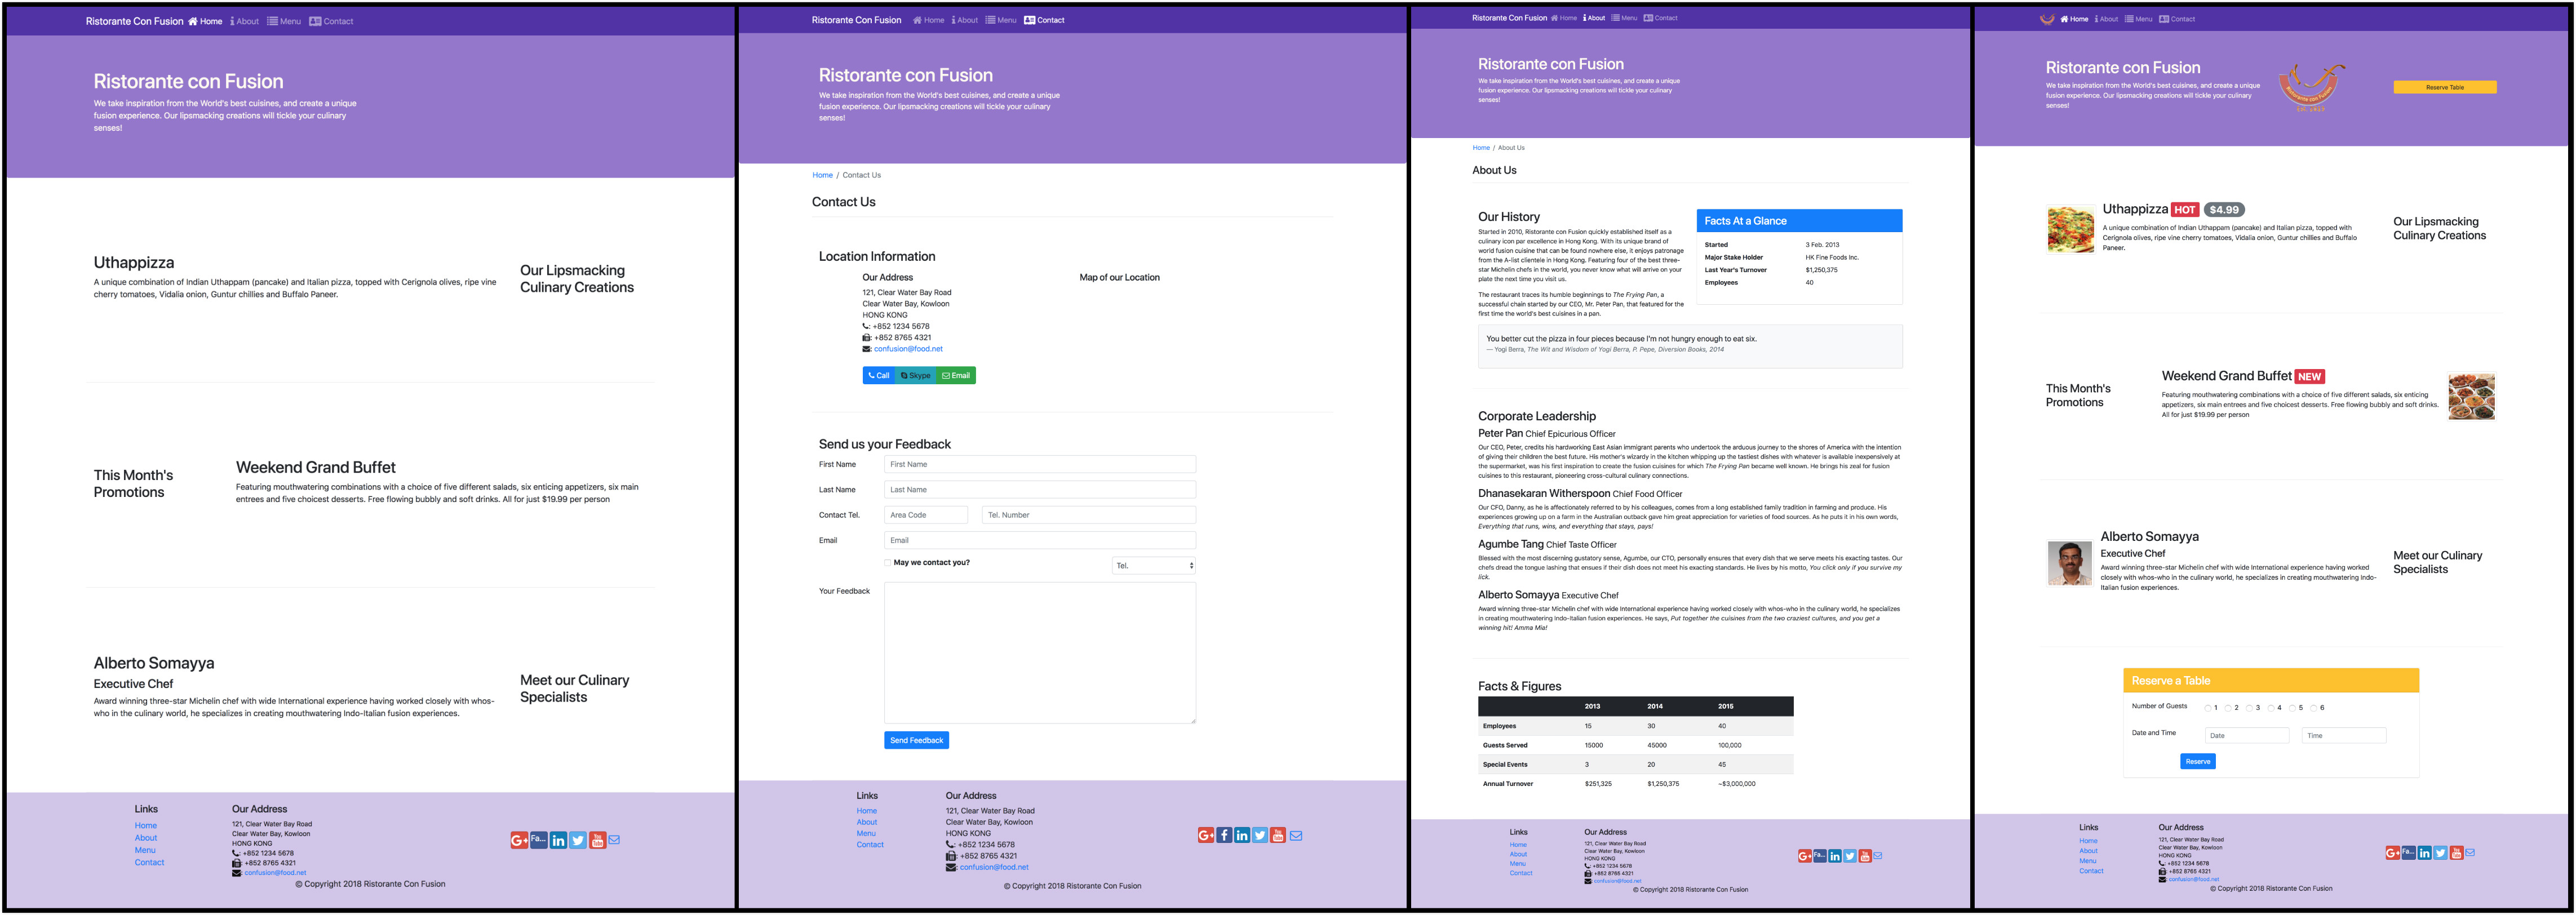 Ristorante Con Fusion Home About Menu Contact
Ristorante con Fusion
We take inspiration from the World's best cuisines, and create a unique
fusion experience. Our lipsmacking creations will tickle your culinary
senses!
Uthappizza
A unique combination of Indian Uthappam (pancake) and Italian pizza, topped with Cerignola olives, ripe vine
cherry tomatoes, Vidalia onion, Guntur chillies and Buffalo Paneer.
Our Lipsmacking
Culinary Creations
This Month's
Promotions
Weekend Grand Buffet
Featuring mouthwatering combinations with a choice of five different salads, six enticing appetizers, six main
entrees and five choicest desserts. Free flowing bubbly and soft drinks. All for just $19.99 per person
Alberto Somayya
Executive Chef
Award winning three-star Michelin chef with wide International experience having worked closely with whos-
who in the culinary world, he specializes in creating mouthwatering Indo-Italian fusion experiences.
Meet our Culinary
Specialists
Links
Home
About
Menu
Contact
Our Address
121, Clear Water Bay Road
Clear Water Bay, Kowloon
HONG KONG
: +852 1234 5678
: +852 8765 4321
: confusion@food.net
G+ Fa... in You Tube
© Copyright 2018 Ristorante Con Fusion
Ristorante Con Fusion Home About Menu Contact
Ristorante con Fusion
We take inspiration from the World's best cuisines, and create a unique
fusion experience. Our lipsmacking creations will tickle your culinary
senses!
Home / Contact Us
Contact Us
Location Information
Our Address
121, Clear Water Bay Road
Clear Water Bay, Kowloon
HONG KONG
: +852 1234 5678
: +852 8765 4321
: confusion@food.net
Call Skype Email
Map of our Location
Send us your Feedback
First Name First Name
Last Name Last Name
Contact Tel. Area Code Tel. Number
Email Email
May we contact you? Tel.
Your Feedback
Send Feedback
Links
Home
About
Menu
Contact
Our Address
121, Clear Water Bay Road
Clear Water Bay, Kowloon
HONG KONG
: +852 1234 5678
: +852 8765 4321
: confusion@food.net
G+ f in You Tube
© Copyright 2018 Ristorante Con Fusion
Ristorante Con Fusion Home About Menu Contact
Ristorante con Fusion
We take inspiration from the World's best cuisines, and create a unique
fusion experience. Our lipsmacking creations will tickle your culinary
senses!
Home / About Us
About Us
Our History
Started in 2010, Ristorante con Fusion quickly established itself as a
culinary icon par excellence in Hong Kong. With its unique brand of
world fusion cuisine that can be found nowhere else, it enjoys patronage
from the A-list clientele in Hong Kong. Featuring four of the best three-
star Michelin chefs in the world, you never know what will arrive on your
plate the next time you visit us.
The restaurant traces its humble beginnings to The Frying Pan, a
successful chain started by our CEO, Mr. Peter Pan, that featured for the
first time the world's best cuisines in a pan.
Facts At a Glance
Started 3 Feb. 2013
Major Stake Holder HK Fine Foods Inc.
Last Year's Turnover $1,250,375
Employees 40
You better cut the pizza in four pieces because I'm not hungry enough to eat six.
— Yogi Berra, The Wit and Wisdom of Yogi Berra, P. Pepe, Diversion Books, 2014
Corporate Leadership
Peter Pan Chief Epicurious Officer
Our CEO, Peter, credits his hardworking East Asian immigrant parents who undertook the arduous journey to the shores of America with the intention
of giving their children the best future. His mother's wizardy in the kitchen whipping up the tastiest dishes with whatever is available inexpensively at
the supermarket, was his first inspiration to create the fusion cuisines for which The Frying Pan became well known. He brings his zeal for fusion
cuisines to this restaurant, pioneering cross-cultural culinary connections.
Dhanasekaran Witherspoon Chief Food Officer
Our CFO, Danny, as he is affectionately referred to by his colleagues, comes from a long established family tradition in farming and produce. His
experiences growing up on a farm in the Australian outback gave him great appreciation for varieties of food sources. As he puts it in his own words,
Everything that runs, wins, and everything that stays, pays!
Agumbe Tang Chief Taste Officer
Blessed with the most discerning gustatory sense, Agumbe, our CTO, personally ensures that every dish that we serve meets his exacting tastes. Our
chefs dread the tongue lashing that ensues if their dish does not meet his exacting standards. He lives by his motto, You click only if you survive my
lick.
Alberto Somayya Executive Chef
Award winning three-star Michelin chef with wide International experience having worked closely with whos-who in the culinary world, he specializes
in creating mouthwatering Indo-Italian fusion experiences. He says, Put together the cuisines from the two craziest cultures, and you get a
winning hit! Amma Mia!
Facts & Figures
2013 2014 2015
Employees 15 30 40
Guests Served 15000 45000 100,000
Special Events 3 20 45
Annual Turnover $251,325 $1,250,375 ~$3,000,000
Links
Home
About
Menu
Contact
Our Address
121, Clear Water Bay Road
Clear Water Bay, Kowloon
HONG KONG
: +852 1234 5678
: +852 8765 4321
: confusion@food.net
G+ Fa... in You Tube
© Copyright 2018 Ristorante Con Fusion
Home About Menu Contact
Ristorante con Fusion
We take inspiration from the World's best cuisines, and create a unique
fusion experience. Our lipsmacking creations will tickle your culinary
senses!
Ristorante con Fusion
Reserve Table
Uthappizza HOT $4.99
A unique combination of Indian Uthappam (pancake) and Italian pizza, topped with
Cerignola olives, ripe vine cherry tomatoes, Vidalia onion, Guntur chillies and Buffalo
Paneer.
Our Lipsmacking
Culinary Creations
This Month's
Promotions
Weekend Grand Buffet NEW
Featuring mouthwatering combinations with a choice of five different salads, six enticing
appetizers, six main entrees and five choicest desserts. Free flowing bubbly and soft drinks.
All for just $19.99 per person
Alberto Somayya
Executive Chef
Award winning three-star Michelin chef with wide International experience having worked
closely with whos-who in the culinary world, he specializes in creating mouthwatering Indo-
Italian fusion experiences.
Meet our Culinary
Specialists
Reserve a Table
Number of Guests 1 2 3 4 5 6
Date and Time Date Time
Reserve
Links
Home
About
Menu
Contact
Our Address
121, Clear Water Bay Road
Clear Water Bay, Kowloon
HONG KONG
: +852 1234 5678
: +852 8765 4321
: confusion@food.net
G+ Fa... in You Tube
© Copyright 2018 Ristorante Con Fusion